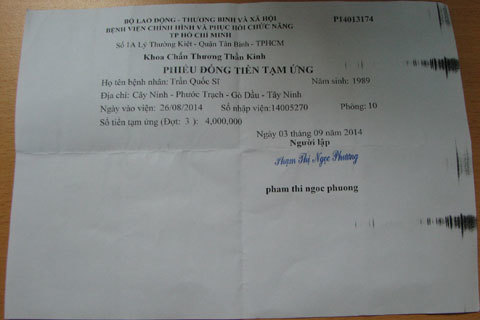 BỘ LAO ĐỘNG - THƯƠNG BINH VÀ XÃ HỘI
P14013174
BỆNH VIỆN CHỈNH HÌNH VÀ PHỤC HỒI CHỨC NĂNG
TP HỒ CHÍ MINH
Số 1A Lý Thường Kiệt - Quận Tân Bình - TPHCM
Khoa Chấn Thương Thần Kinh
PHIẾU ĐÓNG TIỀN TẠM ỨNG
Họ tên bệnh nhân: Trần Quốc Sĩ Năm sinh: 1989
Địa chỉ: Cây Ninh - Phước Trạch - Gò Dầu - Tây Ninh
Ngày vào viện: 26/08/2014 Số nhập viện: 14005270 Phòng: 10
Số tiền tạm ứng (Đợt: 3 ): 4,000,000
Ngày 03 tháng 09 năm 2014
Người lập
Phạm Thị Ngọc Phương
pham thi ngoc phuong